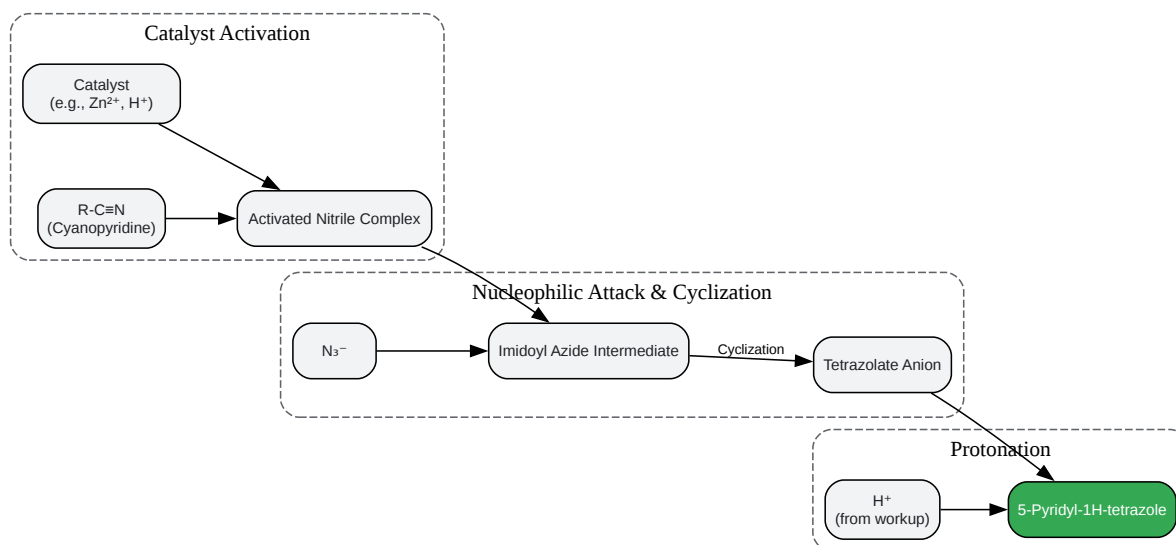 Catalyst Activation
Catalyst
(e.g., Zn²⁺, H⁺)
R-C≡N
(Cyanopyridine)
Activated Nitrile Complex
Nucleophilic Attack & Cyclization
N₃⁻
Imidoyl Azide Intermediate
Cyclization
Tetrazolate Anion
Protonation
H⁺
(from workup)
5-Pyridyl-1H-tetrazole